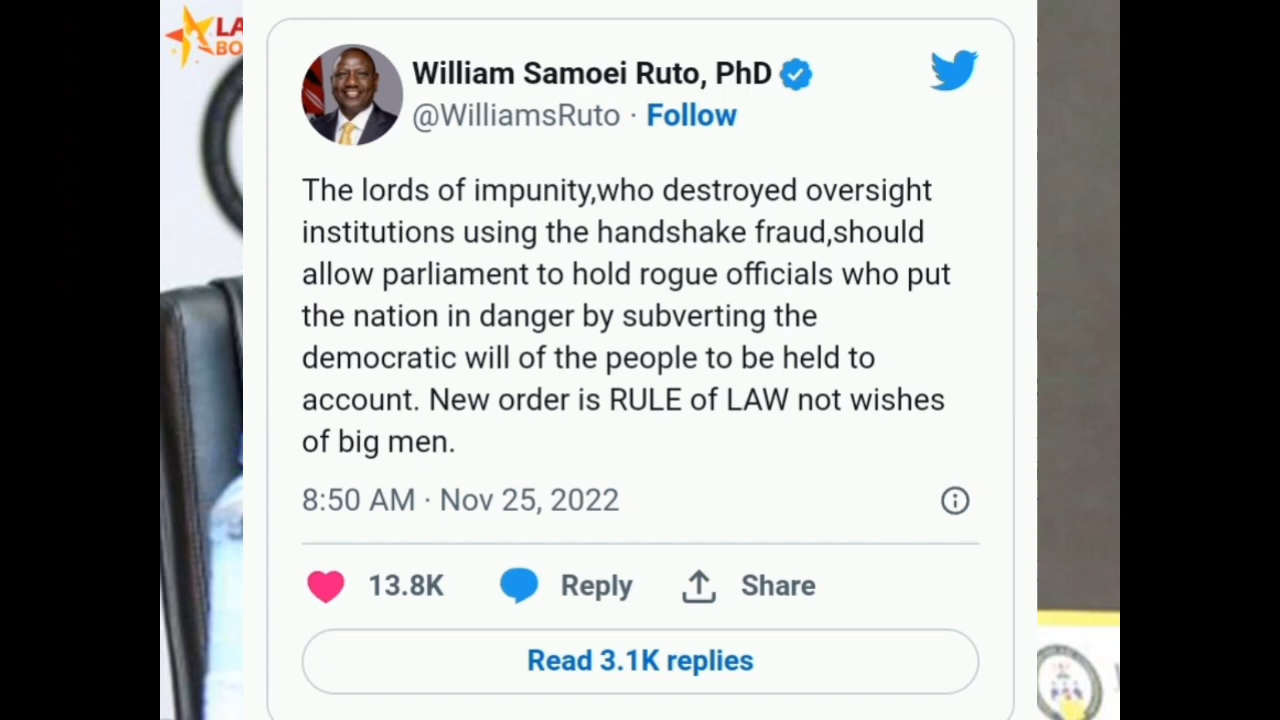 LA
BO
William Samoei Ruto, PhD
@WilliamsRuto · Follow
The lords of impunity,who destroyed oversight
institutions using the handshake fraud,should
allow parliament to hold rogue officials who put
the nation in danger by subverting the
democratic will of the people to be held to
account. New order is RULE of LAW not wishes
of big men.
8:50 AM · Nov 25, 2022
13.8K Reply Share
Read 3.1K replies